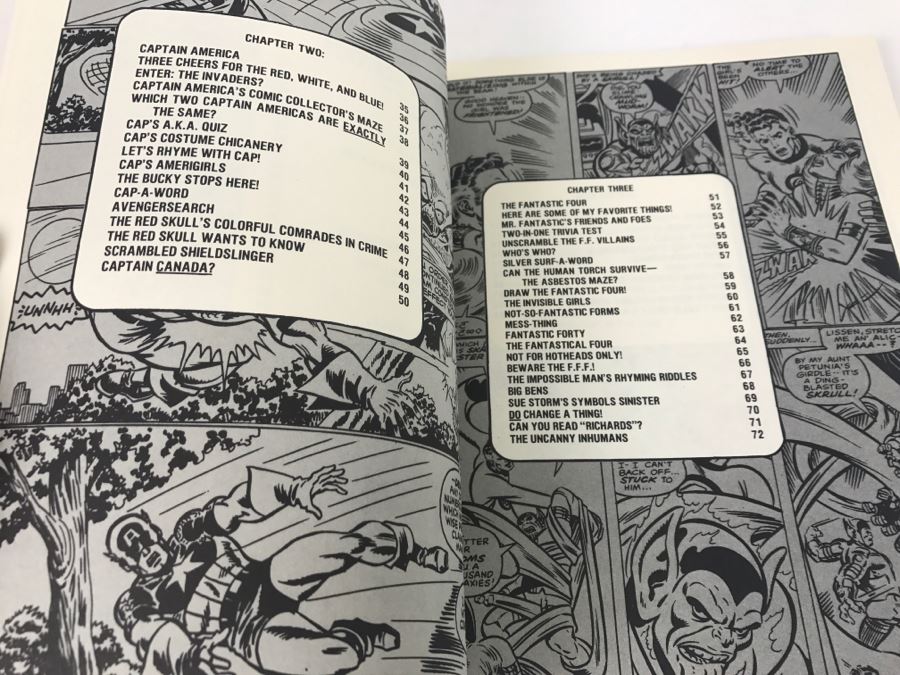 CHAPTER TWO:
CAPTAIN AMERICA 35
THREE CHEERS FOR THE RED, WHITE, AND BLUE! 36
ENTER: THE INVADERS? 37
CAPTAIN AMERICA'S COMIC COLLECTOR'S MAZE 38
WHICH TWO CAPTAIN AMERICAS ARE EXACTLY
THE SAME? 39
CAP'S A.K.A. QUIZ 40
CAP'S COSTUME CHICANERY 41
LET'S RHYME WITH CAP! 42
CAP'S AMERIGIRLS 43
THE BUCKY STOPS HERE! 44
CAP-A-WORD 45
AVENGERSEARCH 46
THE RED SKULL'S COLORFUL COMRADES IN CRIME 47
THE RED SKULL WANTS TO KNOW 48
SCRAMBLED SHIELDSLINGER 49
CAPTAIN CANADA? 50
:UNNHH:
CHAPTER THREE
THE FANTASTIC FOUR 51
HERE ARE SOME OF MY FAVORITE THINGS! 52
MR. FANTASTIC'S FRIENDS AND FOES 53
TWO-IN-ONE TRIVIA TEST 54
UNSCRAMBLE THE F.F. VILLAINS 55
WHO'S WHO? 56
SILVER SURF-A-WORD 57
CAN THE HUMAN TORCH SURVIVE—
THE ASBESTOS MAZE? 58
DRAW THE FANTASTIC FOUR! 59
THE INVISIBLE GIRLS 60
NOT-SO-FANTASTIC FORMS 61
MESS-THING 62
FANTASTIC FORTY 63
THE FANTASTICAL FOUR 64
NOT FOR HOTHEADS ONLY! 65
BEWARE THE F.F.F.! 66
THE IMPOSSIBLE MAN'S RHYMING RIDDLES 67
BIG BENS 68
SUE STORM'S SYMBOLS SINISTER 69
DO CHANGE A THING! 70
CAN YOU READ "RICHARDS"? 71
THE UNCANNY INHUMANS 72
NO TIME TO
ALERT THE
OTHERS...
LISSEN, STRETCH
ME AN' ALIC
WHAAA--?
BY MY AUNT
PETUNIA'S
GIRDLE--IT'S
A DING-
BLASTED
SKRULL!
I-I CAN'T
BACK OFF...
STUCK TO
HIM...